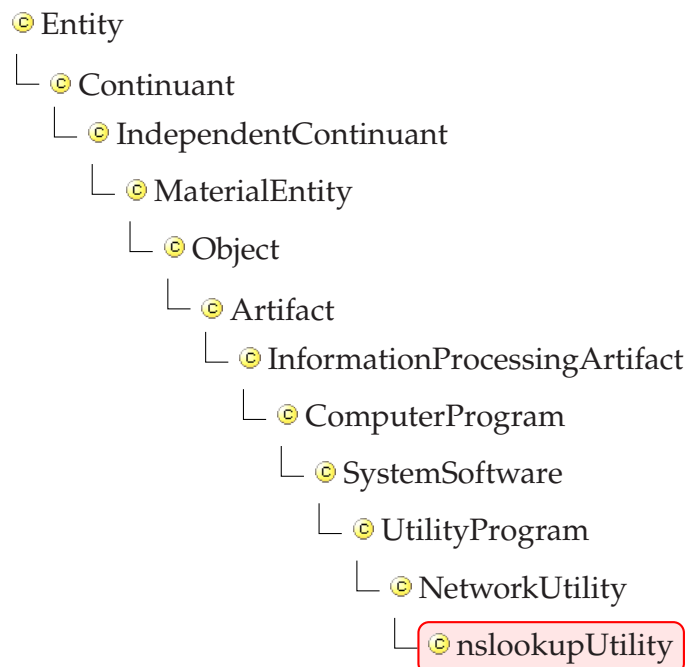 Entity
Continuant
IndependentContinuant
MaterialEntity
Object
Artifact
InformationProcessingArtifact
ComputerProgram
SystemSoftware
UtilityProgram
NetworkUtility
nslookupUtility